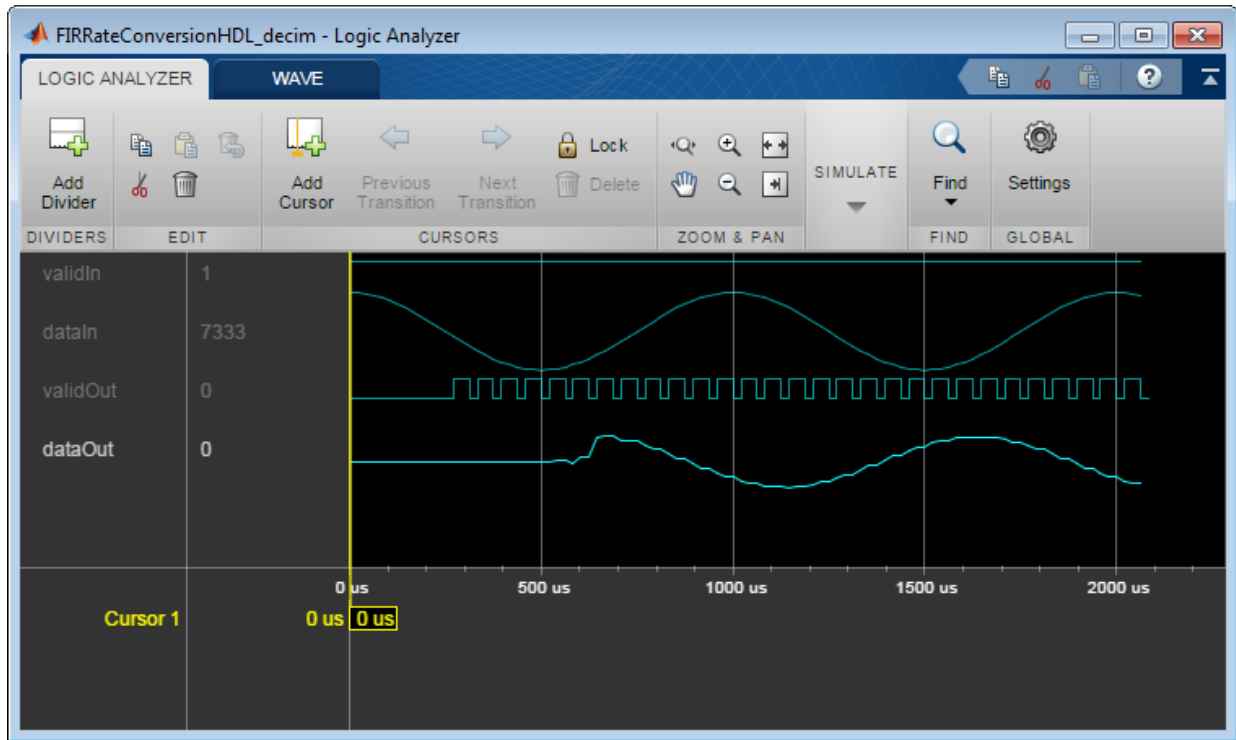 FIRRateConversionHDL_decim - Logic Analyzer
LOGIC ANALYZER WAVE ?
Add Divider
Add Cursor
Previous Transition
Next Transition
Lock
Delete
SIMULATE
Find
Settings
DIVIDERS EDIT CURSORS ZOOM & PAN FIND GLOBAL
validIn 1
dataIn 7333
validOut 0
dataOut 0
0 us 500 us 1000 us 1500 us 2000 us
Cursor 1 0 us 0 us